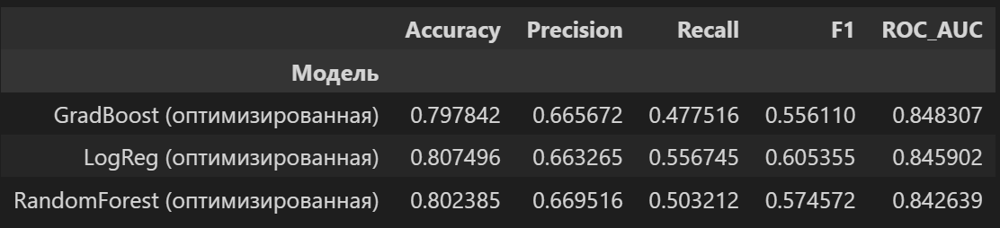 Accuracy Precision Recall F1 ROC_AUC
Модель
GradBoost (оптимизированная) 0.797842 0.665672 0.477516 0.556110 0.848307
LogReg (оптимизированная) 0.807496 0.663265 0.556745 0.605355 0.845902
RandomForest (оптимизированная) 0.802385 0.669516 0.503212 0.574572 0.842639